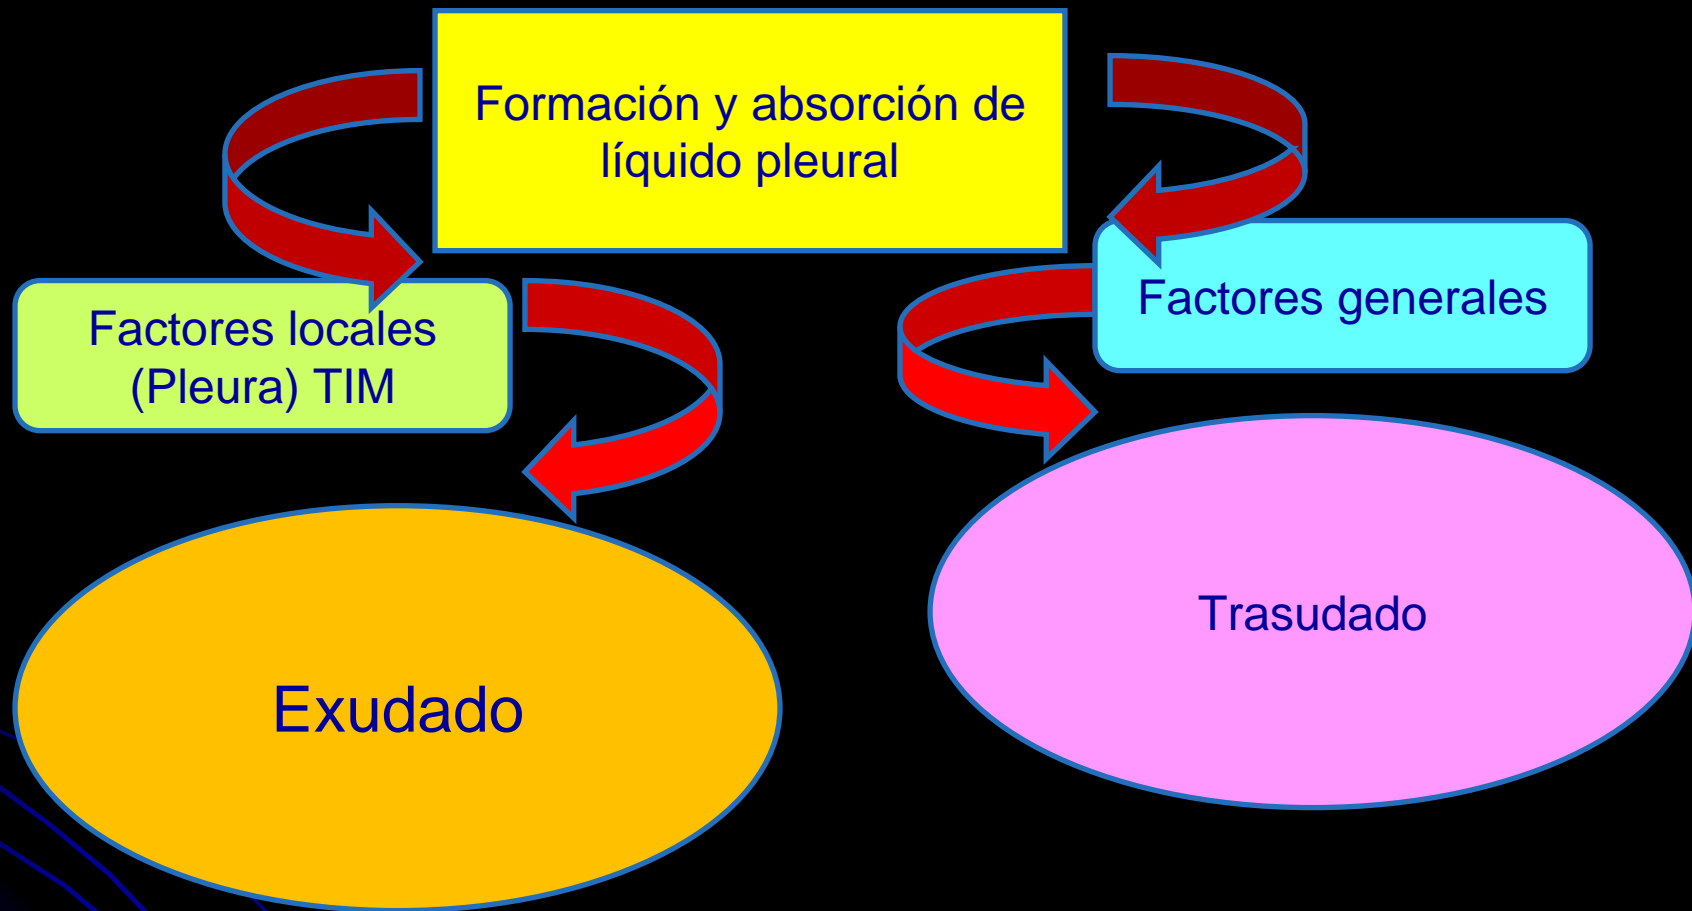 Formación y absorción de
líquido pleural
Factores locales
(Pleura) TIM
Factores generales
Exudado
Trasudado